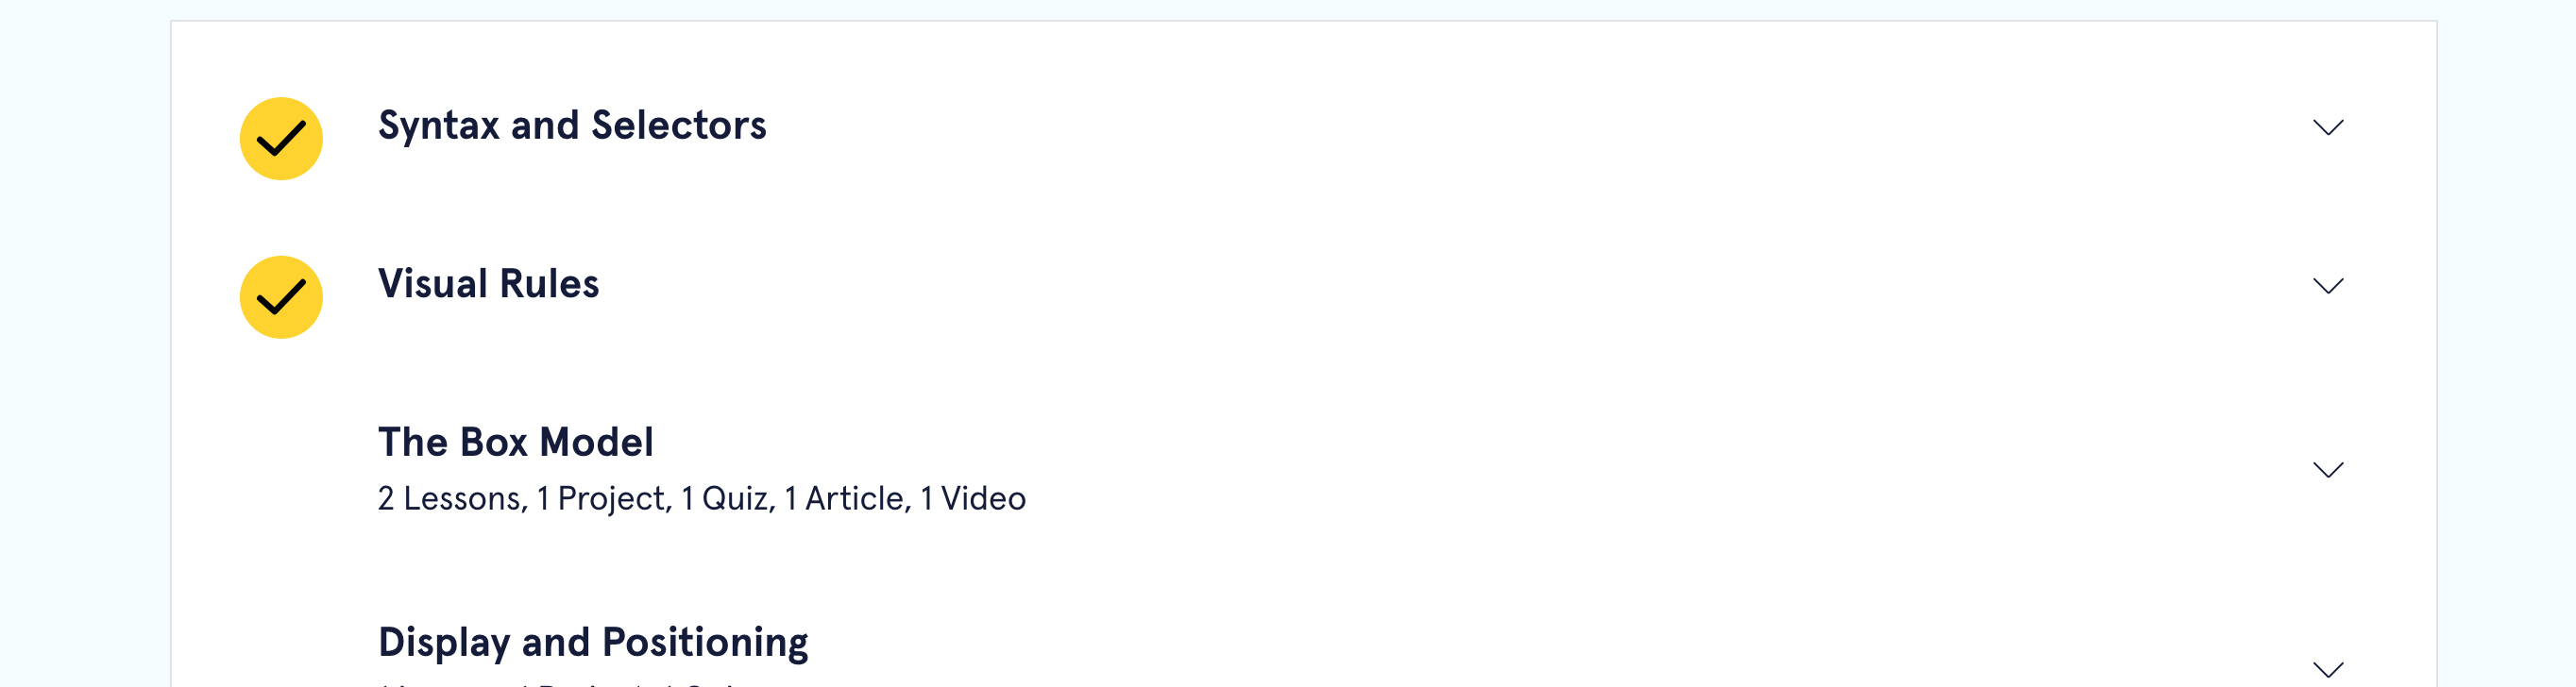 Syntax and Selectors
Visual Rules
The Box Model
2 Lessons, 1 Project, 1 Quiz, 1 Article, 1 Video
Display and Positioning